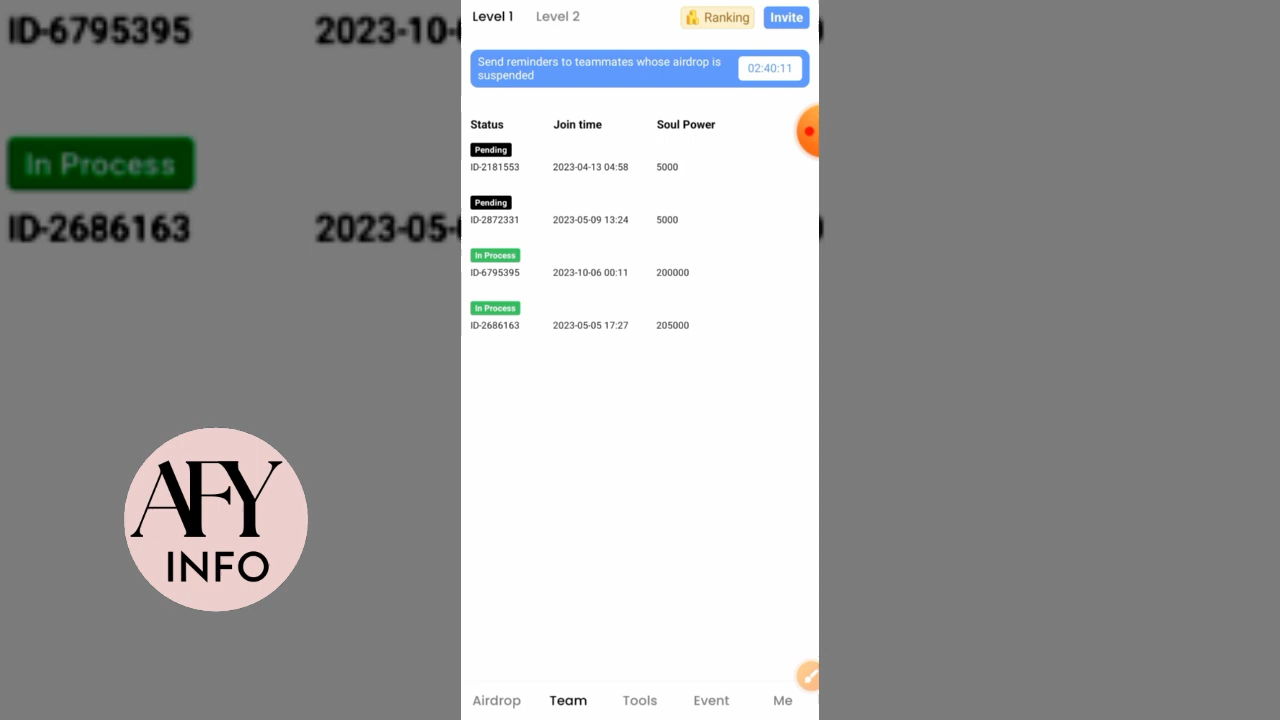 Level 1 Level 2 Ranking Invite
Send reminders to teammates whose airdrop is
suspended
02:40:11
Status Join time Soul Power
Pending
ID-2181553 2023-04-13 04:58 5000
Pending
ID-2872331 2023-05-09 13:24 5000
In Process
ID-6795395 2023-10-06 00:11 200000
In Process
ID-2686163 2023-05-05 17:27 205000
Airdrop Team Tools Event Me
ID-6795395 2023-10-
In Process
ID-2686163 2023-05-
AFY
INFO